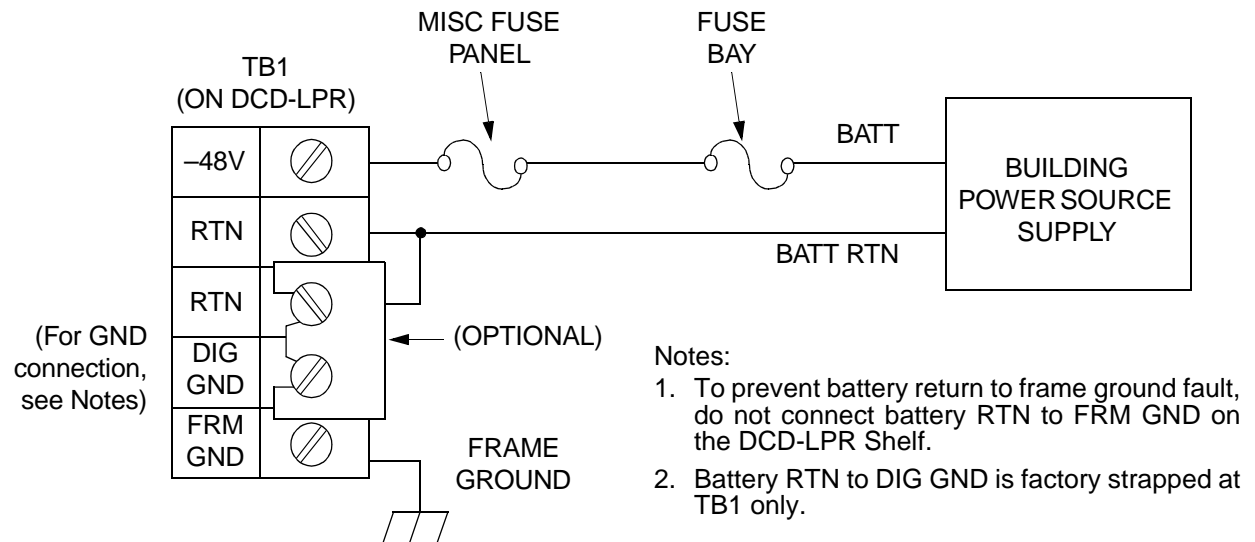 MISC FUSE
PANEL
FUSE
BAY
TB1
(ON DCD-LPR)
–48V
BATT
BUILDING
POWER SOURCE
SUPPLY
RTN
BATT RTN
RTN
(OPTIONAL)
(For GND
connection,
see Notes)
DIG
GND
FRM
GND
FRAME
GROUND
Notes:
1. To prevent battery return to frame ground fault,
do not connect battery RTN to FRM GND on
the DCD-LPR Shelf.
2. Battery RTN to DIG GND is factory strapped at
TB1 only.